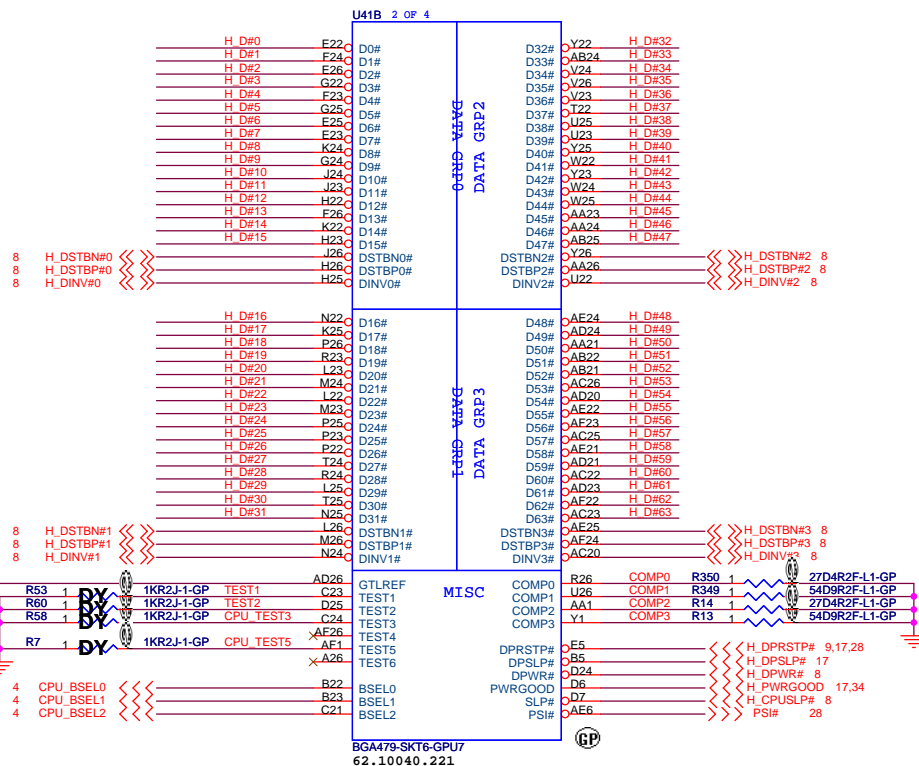 U41B 2 OF 4
H_D#0 E22 D0# D32# Y22 H_D#32
H_D#1 F24 D1# D33# AB24 H_D#33
H_D#2 E26 D2# D34# V24 H_D#34
H_D#3 G22 D3# D35# V26 H_D#35
H_D#4 F23 D4# D36# V23 H_D#36
H_D#5 G25 D5# D37# T22 H_D#37
H_D#6 E25 D6# D38# U25 H_D#38
H_D#7 E23 D7# D39# U23 H_D#39
H_D#8 K24 D8# D40# Y25 H_D#40
H_D#9 G24 D9# D41# W22 H_D#41
H_D#10 J24 D10# D42# Y23 H_D#42
H_D#11 J23 D11# D43# W24 H_D#43
H_D#12 H22 D12# D44# W25 H_D#44
H_D#13 F26 D13# D45# AA23 H_D#45
H_D#14 K22 D14# D46# AA24 H_D#46
H_D#15 H23 D15# D47# AB25 H_D#47
8 H_DSTBN#0 J26 DSTBN0# DSTBN2# Y26 H_DSTBN#2 8
8 H_DSTBP#0 H26 DSTBP0# DSTBP2# AA26 H_DSTBP#2 8
8 H_DINV#0 H25 DINV0# DINV2# U22 H_DINV#2 8
DATA GRP0
DATA GRP2
H_D#16 N22 D16# D48# AE24 H_D#48
H_D#17 K25 D17# D49# AD24 H_D#49
H_D#18 P26 D18# D50# AA21 H_D#50
H_D#19 R23 D19# D51# AB22 H_D#51
H_D#20 L23 D20# D52# AB21 H_D#52
H_D#21 M24 D21# D53# AC26 H_D#53
H_D#22 L22 D22# D54# AD20 H_D#54
H_D#23 M23 D23# D55# AE22 H_D#55
H_D#24 P25 D24# D56# AF23 H_D#56
H_D#25 P23 D25# D57# AC25 H_D#57
H_D#26 P22 D26# D58# AE21 H_D#58
H_D#27 T24 D27# D59# AD21 H_D#59
H_D#28 R24 D28# D60# AC22 H_D#60
H_D#29 L25 D29# D61# AD23 H_D#61
H_D#30 T25 D30# D62# AF22 H_D#62
H_D#31 N25 D31# D63# AC23 H_D#63
8 H_DSTBN#1 L26 DSTBN1# DSTBN3# AE25 H_DSTBN#3 8
8 H_DSTBP#1 M26 DSTBP1# DSTBP3# AF24 H_DSTBP#3 8
8 H_DINV#1 N24 DINV1# DINV3# AC20 H_DINV#3 8
DATA GRP1
DATA GRP3
AD26 GTLREF COMP0 R26 COMP0 R350 1 27D4R2F-L1-GP
R53 1 DY 1KR2J-1-GP TEST1 C23 TEST1 MISC COMP1 U26 COMP1 R349 1 54D9R2F-L1-GP
R60 1 DY 1KR2J-1-GP TEST2 D25 TEST2 COMP2 AA1 COMP2 R14 1 27D4R2F-L1-GP
R58 1 DY 1KR2J-1-GP CPU_TEST3 C24 TEST3 COMP3 Y1 COMP3 R13 1 54D9R2F-L1-GP
AF26 TEST4
R7 1 DY 1KR2J-1-GP CPU_TEST5 AF1 TEST5 DPRSTP# E5 H_DPRSTP# 9,17,28
A26 TEST6 DPSLP# B5 H_DPSLP# 17
DPWR# D24 H_DPWR# 8
4 CPU_BSEL0 B22 BSEL0 PWRGOOD D6 H_PWRGOOD 17,34
4 CPU_BSEL1 B23 BSEL1 SLP# D7 H_CPUSLP# 8
4 CPU_BSEL2 C21 BSEL2 PSI# AE6 PSI# 28
GP
BGA479-SKT6-GPU7
62.10040.221